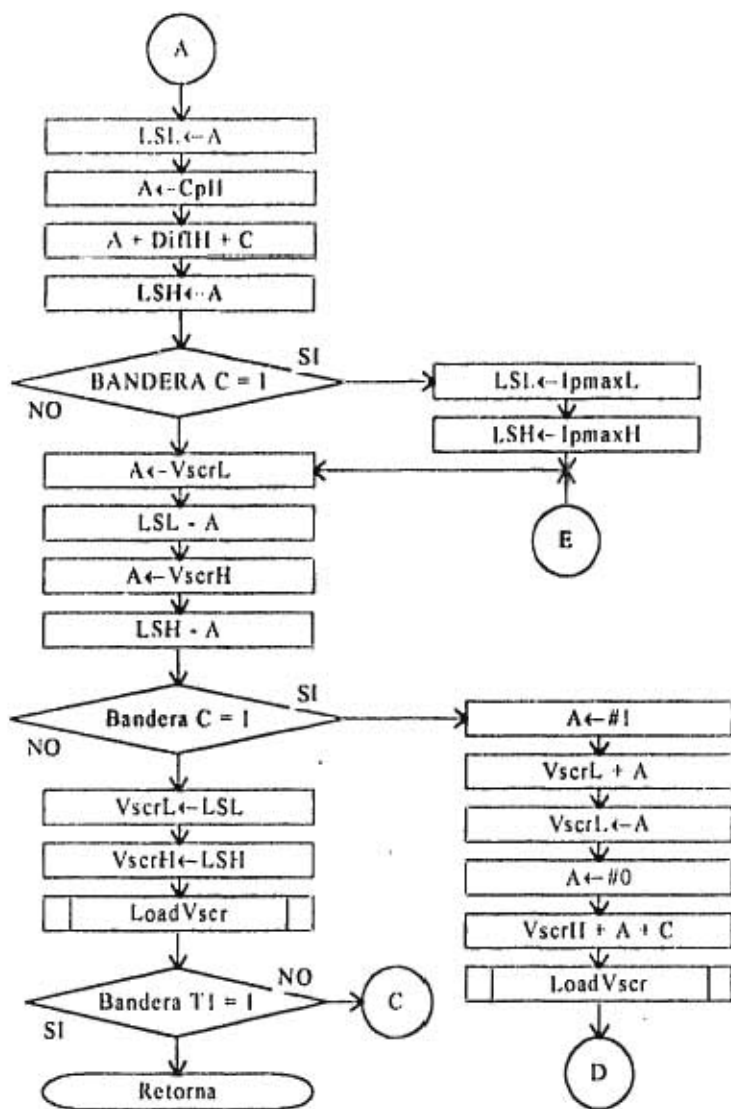 A
LSL←A
A←CpH
A + DifIH + C
LSH←A
BANDERA C = 1
SI
NO
LSL←IpmaxL
LSH←IpmaxH
E
A←VscrL
LSL - A
A←VscrH
LSH - A
Bandera C = 1
SI
NO
VscrL←LSL
VscrH←LSH
LoadVscr
Bandera T1 = 1
NO
SI
C
Retorna
A←#1
VscrL + A
VscrL←A
A←#0
VscrH + A + C
LoadVscr
D